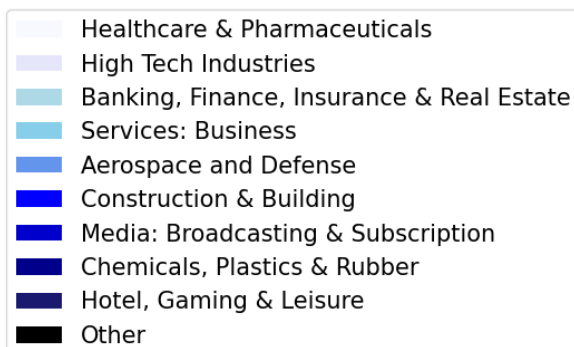 Healthcare & Pharmaceuticals
High Tech Industries
Banking, Finance, Insurance & Real Estate
Services: Business
Aerospace and Defense
Construction & Building
Media: Broadcasting & Subscription
Chemicals, Plastics & Rubber
Hotel, Gaming & Leisure
Other